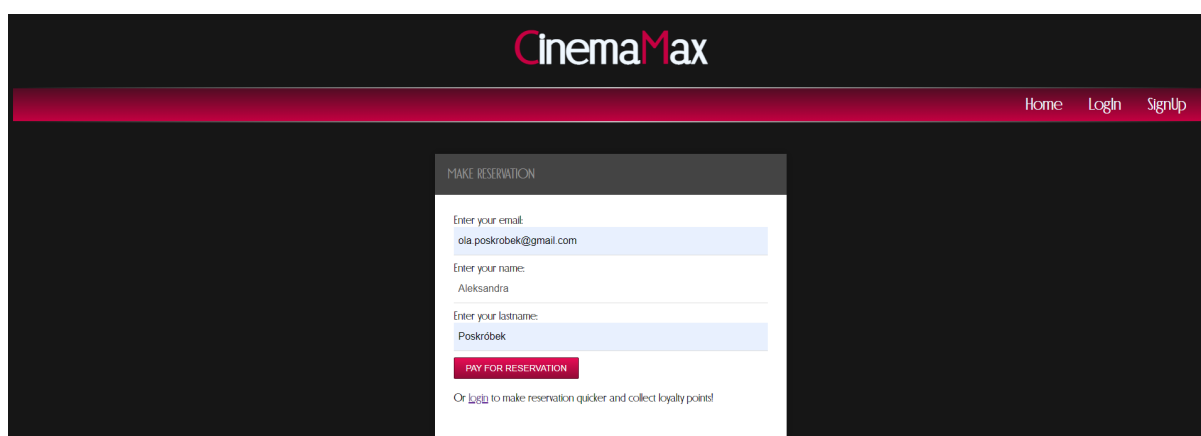 CinemaMax
Home LogIn SignUp
MAKE RESERVATION
Enter your email:
ola.poskrobek@gmail.com
Enter your name:
Aleksandra
Enter your lastname:
Poskróbek
PAY FOR RESERVATION
Or login to make reservation quicker and collect loyalty points!